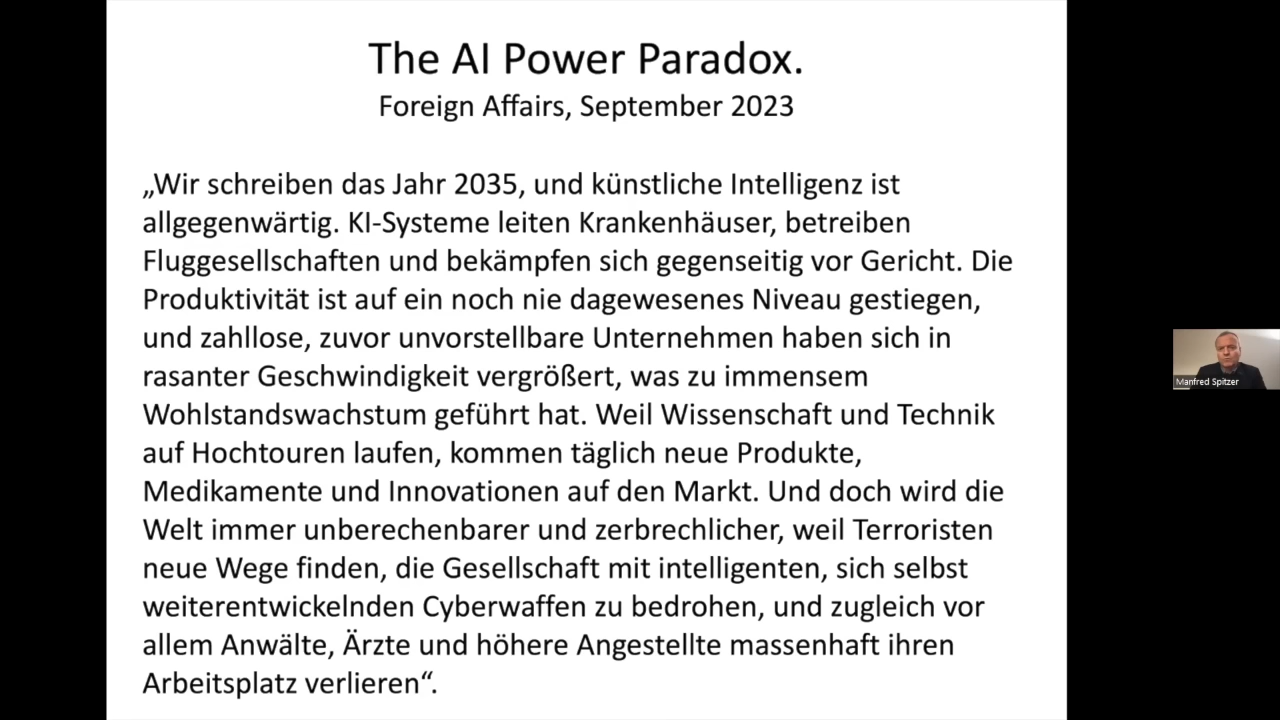 The AI Power Paradox.
Foreign Affairs, September 2023
„Wir schreiben das Jahr 2035, und künstliche Intelligenz ist
allgegenwärtig. KI-Systeme leiten Krankenhäuser, betreiben
Fluggesellschaften und bekämpfen sich gegenseitig vor Gericht. Die
Produktivität ist auf ein noch nie dagewesenes Niveau gestiegen,
und zahllose, zuvor unvorstellbare Unternehmen haben sich in
rasanter Geschwindigkeit vergrößert, was zu immensem
Wohlstandswachstum geführt hat. Weil Wissenschaft und Technik
auf Hochtouren laufen, kommen täglich neue Produkte,
Medikamente und Innovationen auf den Markt. Und doch wird die
Welt immer unberechenbarer und zerbrechlicher, weil Terroristen
neue Wege finden, die Gesellschaft mit intelligenten, sich selbst
weiterentwickelnden Cyberwaffen zu bedrohen, und zugleich vor
allem Anwälte, Ärzte und höhere Angestellte massenhaft ihren
Arbeitsplatz verlieren“.
Manfred Spitzer